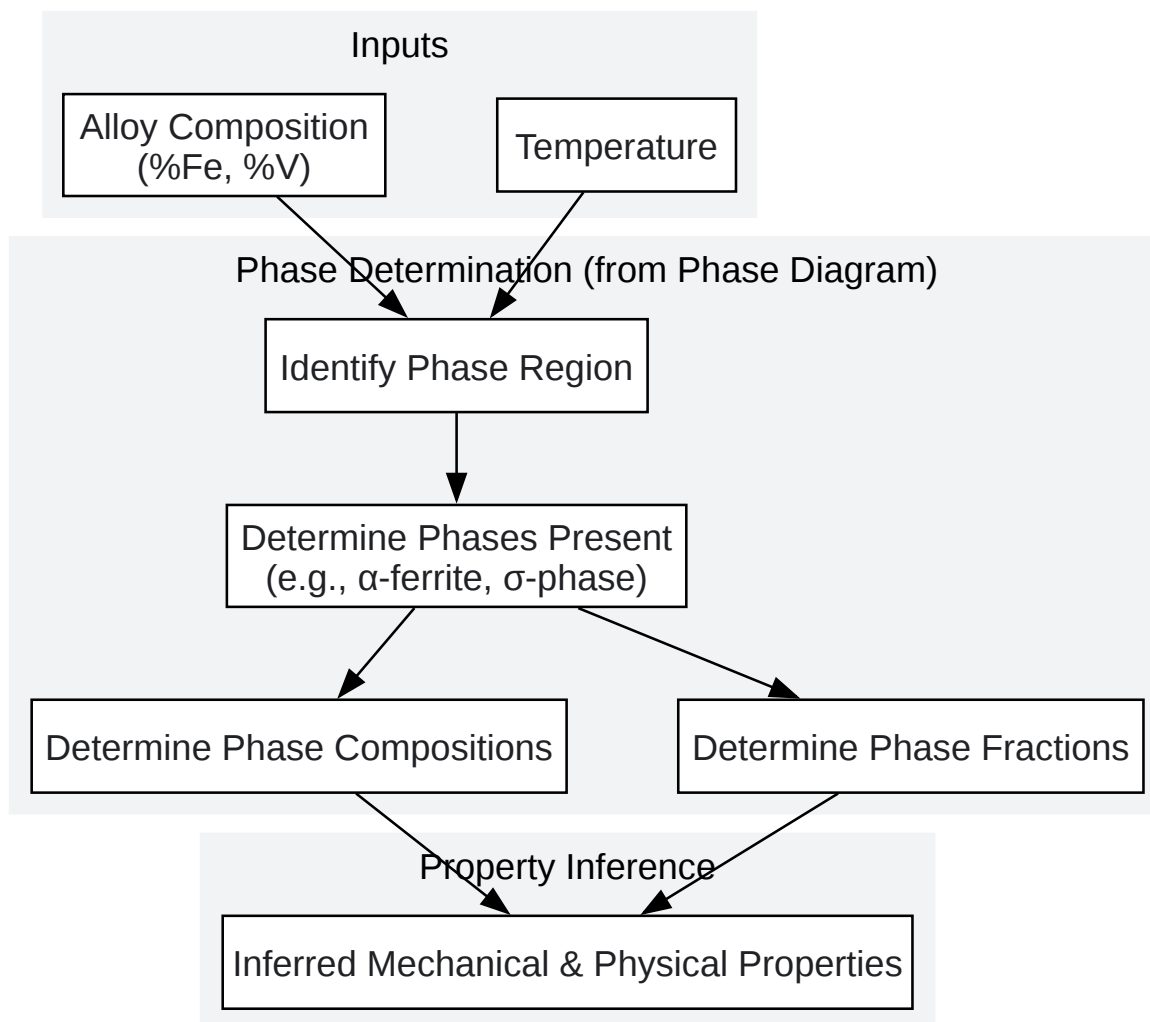 Inputs
Alloy Composition
(%Fe, %V)
Temperature
Phase Determination (from Phase Diagram)
Identify Phase Region
Determine Phases Present
(e.g., α-ferrite, σ-phase)
Determine Phase Compositions
Determine Phase Fractions
Property Inference
Inferred Mechanical & Physical Properties